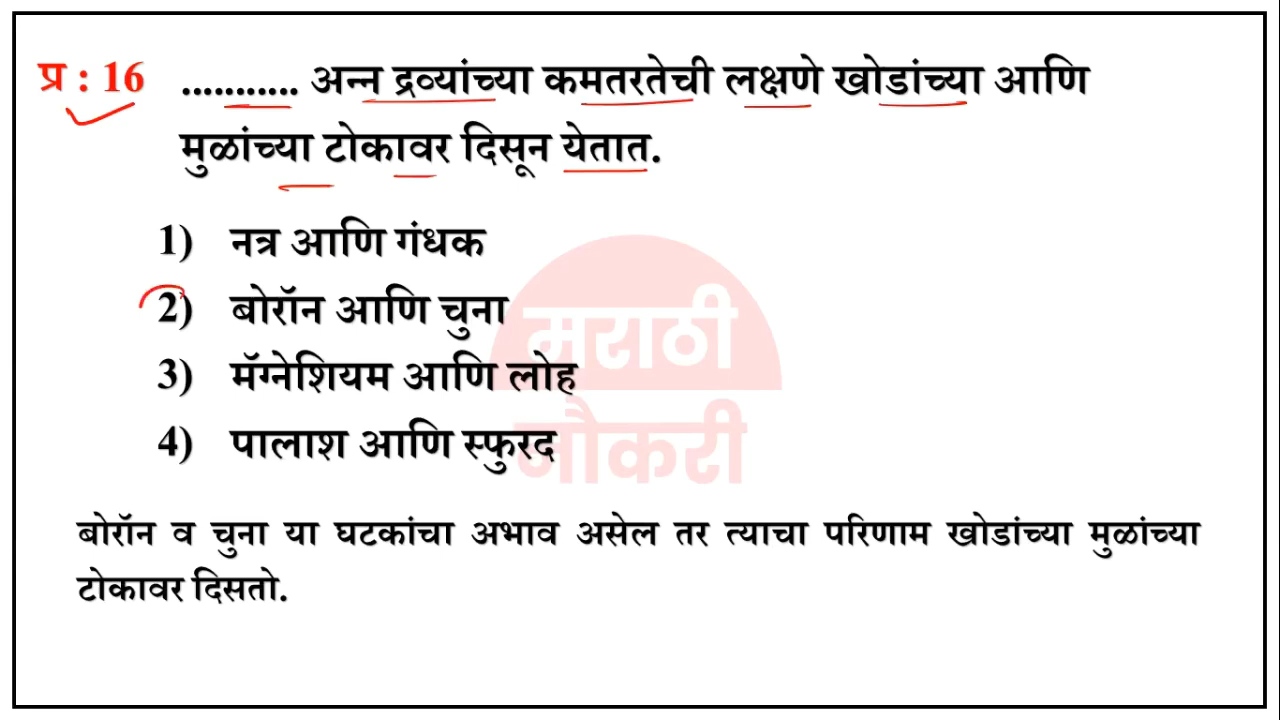 प्र : 16 ........... अन्न द्रव्यांच्या कमतरतेची लक्षणे खोडांच्या आणि
मुळांच्या टोकावर दिसून येतात.
1) नत्र आणि गंधक
2) बोरॉन आणि चुना
3) मॅग्नेशियम आणि लोह
4) पालाश आणि स्फुरद
मराठी
नौकरी
बोरॉन व चुना या घटकांचा अभाव असेल तर त्याचा परिणाम खोडांच्या मुळांच्या
टोकावर दिसतो.